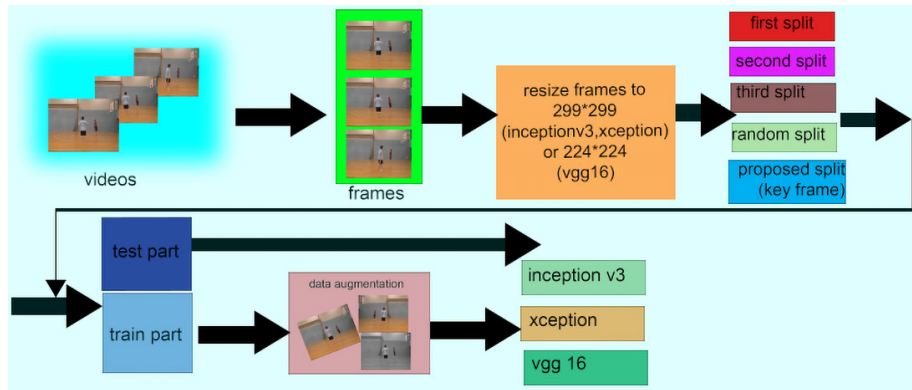 videos
frames
resize frames to
299*299
(inceptionv3,xception)
or 224*224
(vgg16)
first split
second split
third split
random split
proposed split
(key frame)
test part
train part
data augmentation
inception v3
xception
vgg 16